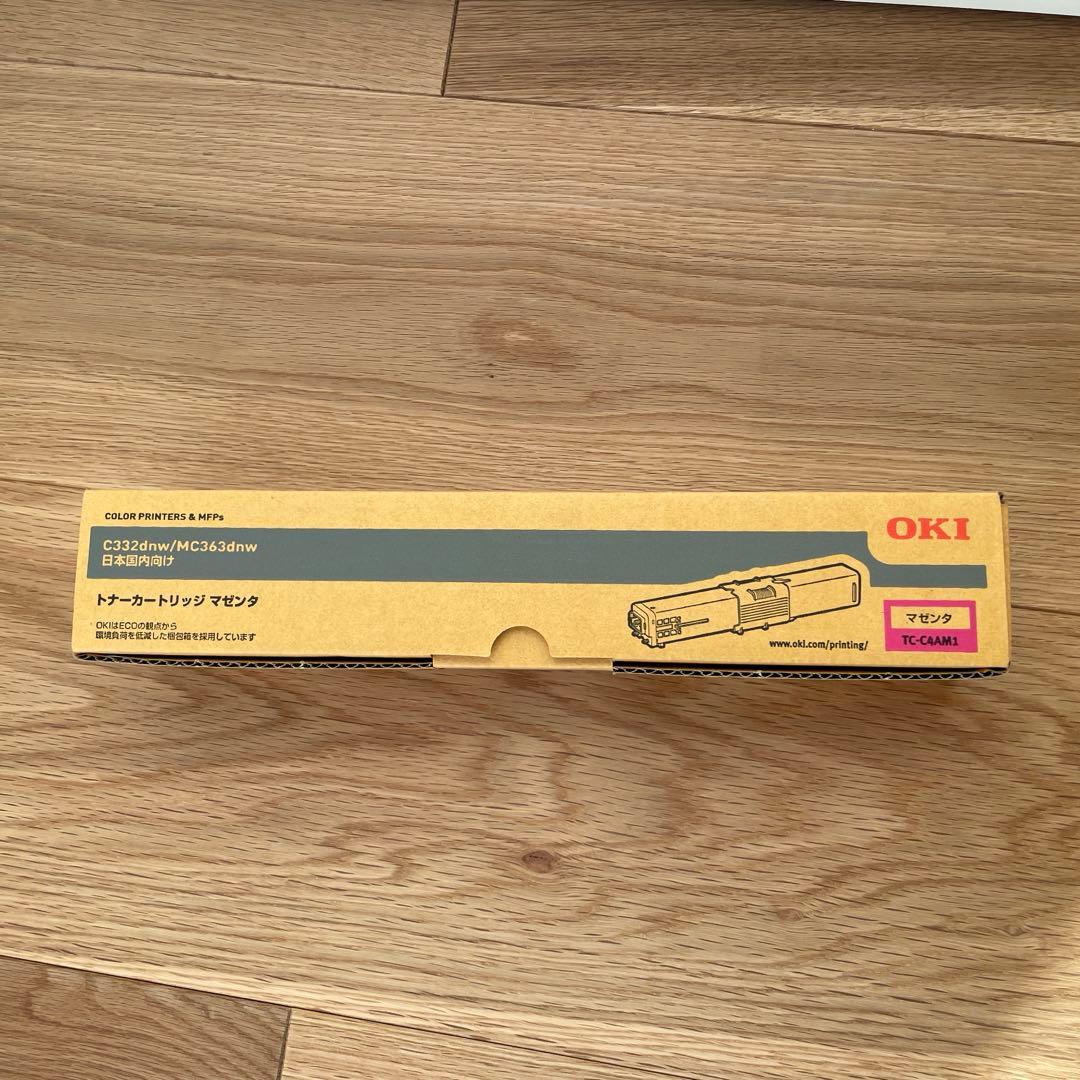 COLOR PRINTERS & MFPs
C332dnw/MC363dnw
日本国内向け
トナーカートリッジ マゼンタ
OKIはECOの観点から
環境負荷を低減した梱包箱を採用しています
OKI
マゼンタ
TC-C4AM1
www.oki.com/printing/